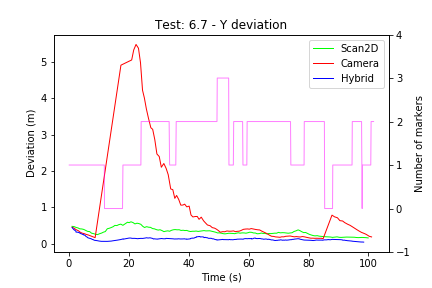 Test: 6.7 - Y deviation
Scan2D
Camera
Hybrid
Deviation (m)
5
4
3
2
1
0
Number of markers
4
3
2
1
0
−1
0 20 40 60 80 100
Time (s)